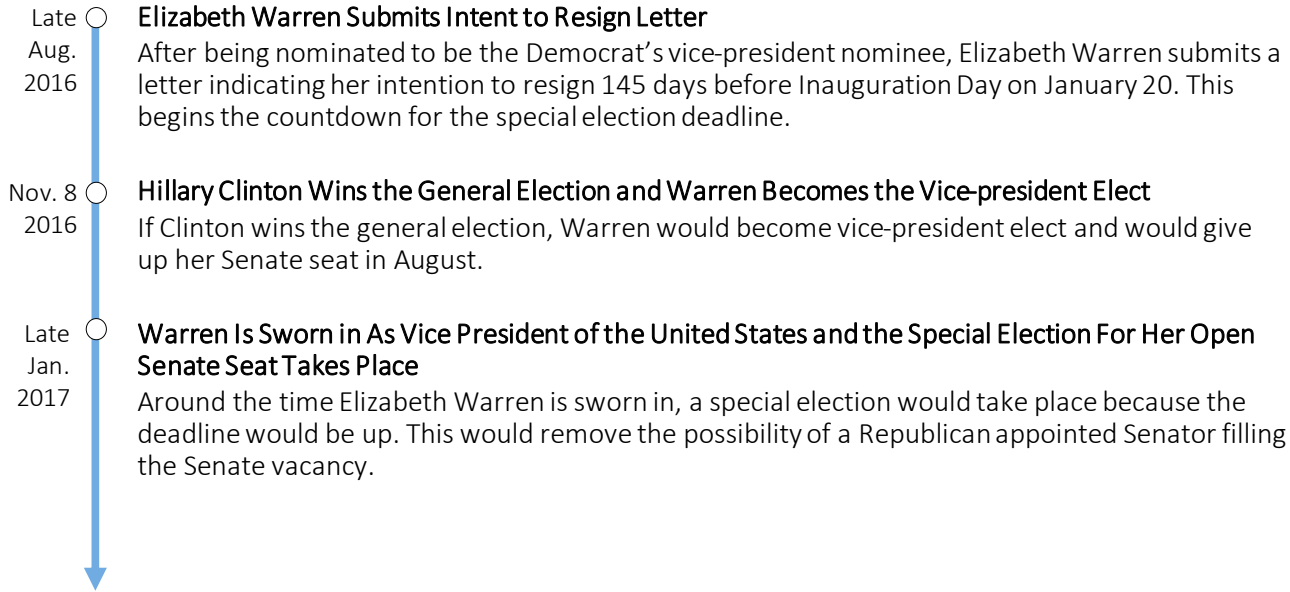 Late
Aug.
2016
Elizabeth Warren Submits Intent to Resign Letter
After being nominated to be the Democrat's vice-president nominee, Elizabeth Warren submits a
letter indicating her intention to resign 145 days before Inauguration Day on January 20. This
begins the countdown for the special election deadline.
Nov. 8
2016
Hillary Clinton Wins the General Election and Warren Becomes the Vice-president Elect
If Clinton wins the general election, Warren would become vice-president elect and would give
up her Senate seat in August.
Late
Jan.
2017
Warren Is Sworn in As Vice President of the United States and the Special Election For Her Open
Senate Seat Takes Place
Around the time Elizabeth Warren is sworn in, a special election would take place because the
deadline would be up. This would remove the possibility of a Republican appointed Senator filling
the Senate vacancy.